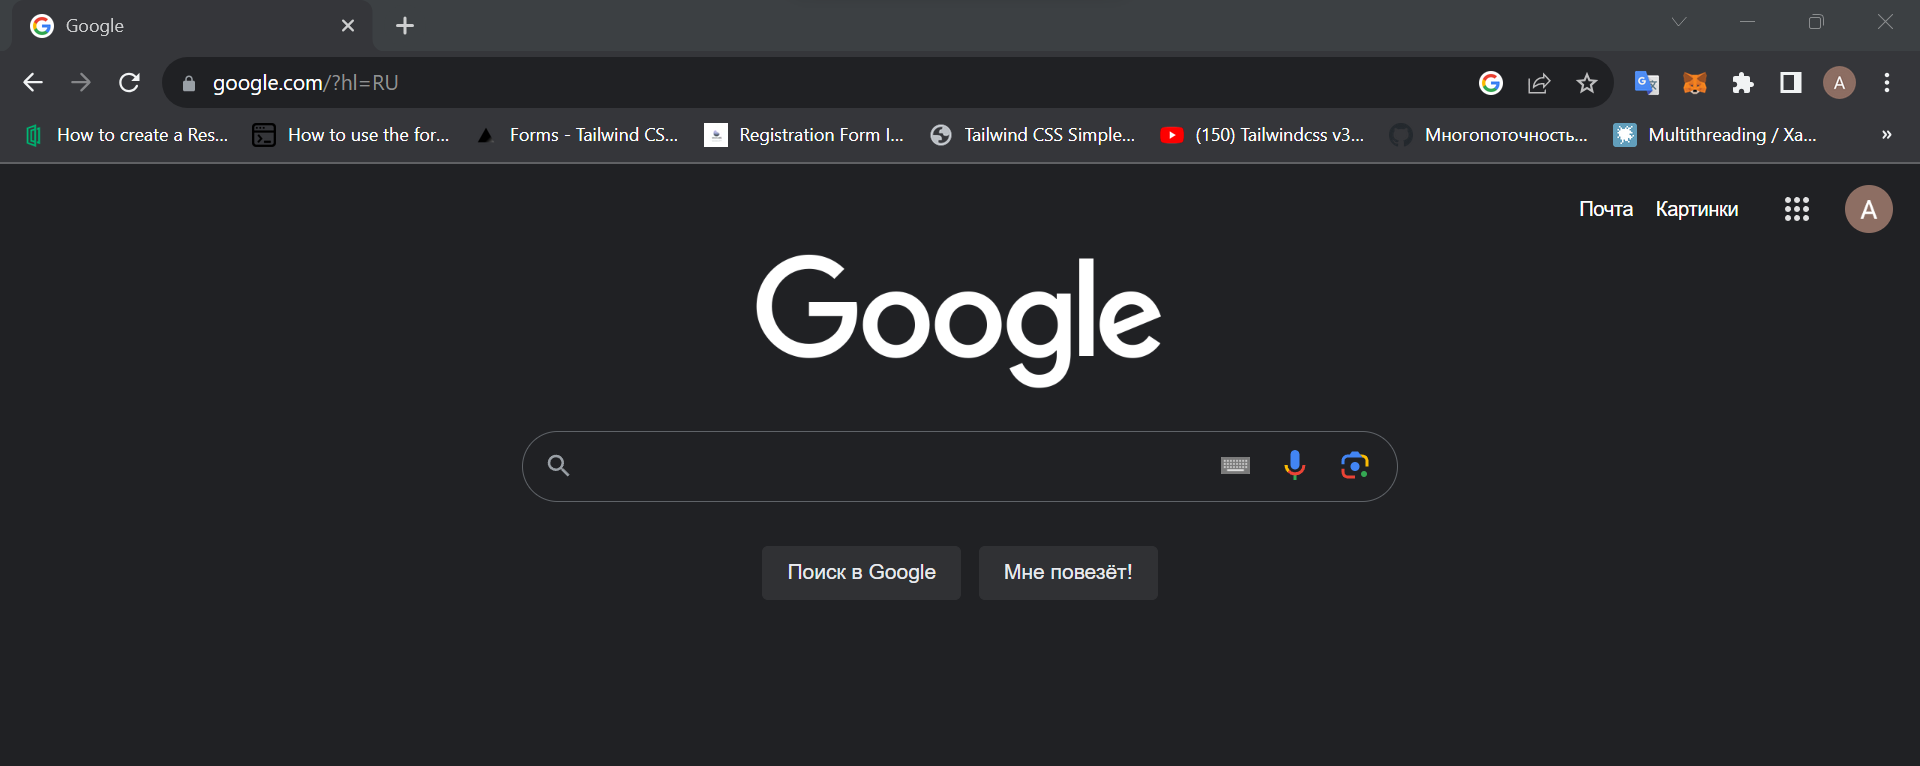 Google
google.com/?hl=RU
A
How to create a Res...
How to use the for...
Forms - Tailwind CS...
Registration Form I...
Tailwind CSS Simple...
(150) Tailwindcss v3...
Многопоточность...
Multithreading / Xa...
»
Почта Картинки
A
Google
Поиск в Google
Мне повезёт!